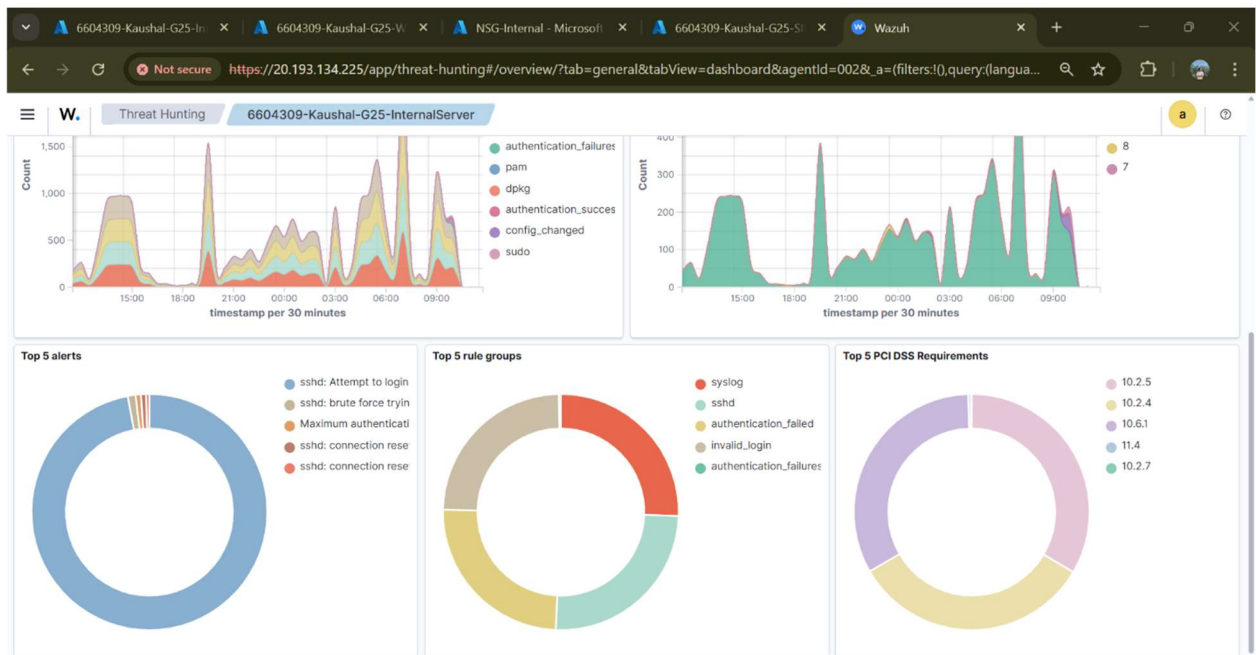 6604309-Kaushal-G25-In
6604309-Kaushal-G25-W
NSG-Internal - Microsoft
6604309-Kaushal-G25-SI
Wazuh
Not secure
https://20.193.134.225/app/threat-hunting#/overview/?tab=general&tabView=dashboard&agentId=002&_a=(filters:!(),query:(langua...
W.
Threat Hunting
6604309-Kaushal-G25-InternalServer
a
Count
1,500
1,000
500
0
15:00 18:00 21:00 00:00 03:00 06:00 09:00
timestamp per 30 minutes
authentication_failures
pam
dpkg
authentication_succes
config_changed
sudo
Count
400
300
200
100
0
15:00 18:00 21:00 00:00 03:00 06:00 09:00
timestamp per 30 minutes
8
7
Top 5 alerts
sshd: Attempt to login
sshd: brute force tryin
Maximum authenticati
sshd: connection rese
sshd: connection rese
Top 5 rule groups
syslog
sshd
authentication_failed
invalid_login
authentication_failures
Top 5 PCI DSS Requirements
10.2.5
10.2.4
10.6.1
11.4
10.2.7